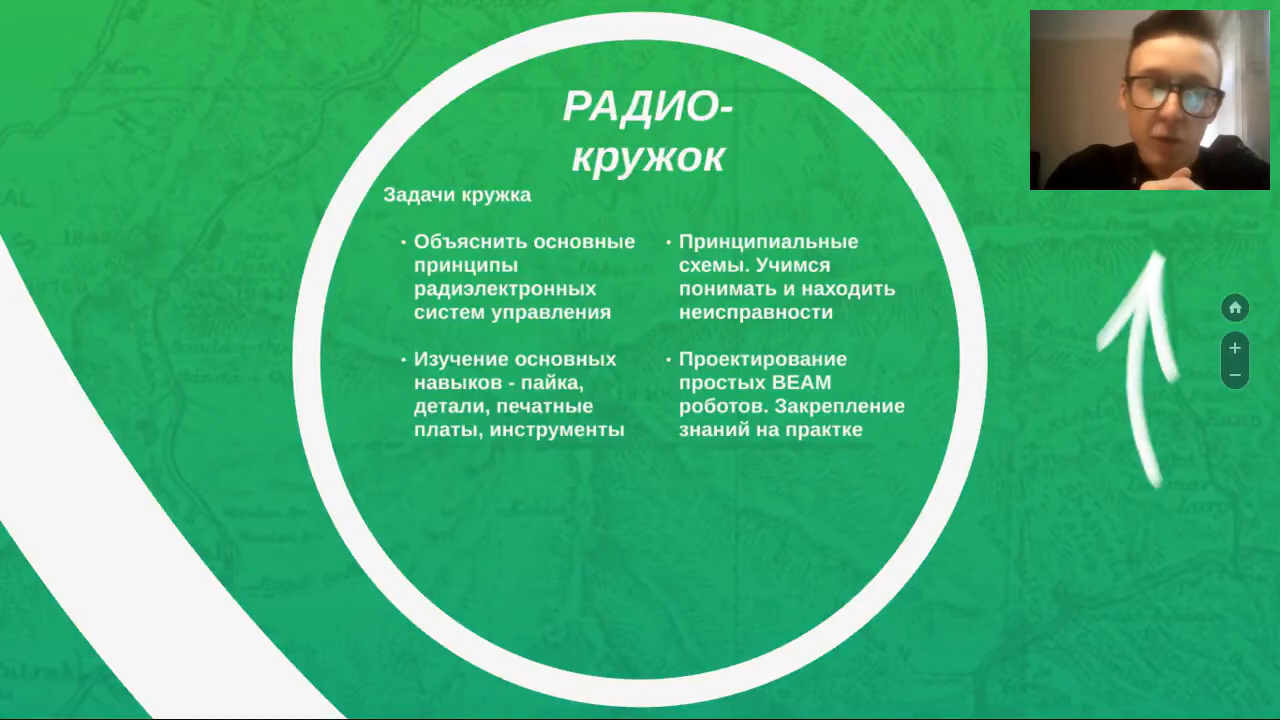 РАДИО-
кружок
Задачи кружка
• Объяснить основные
принципы
радиэлектронных
систем управления
• Изучение основных
навыков - пайка,
детали, печатные
платы, инструменты
• Принципиальные
схемы. Учимся
понимать и находить
неисправности
• Проектирование
простых BEAM
роботов. Закрепление
знаний на практке